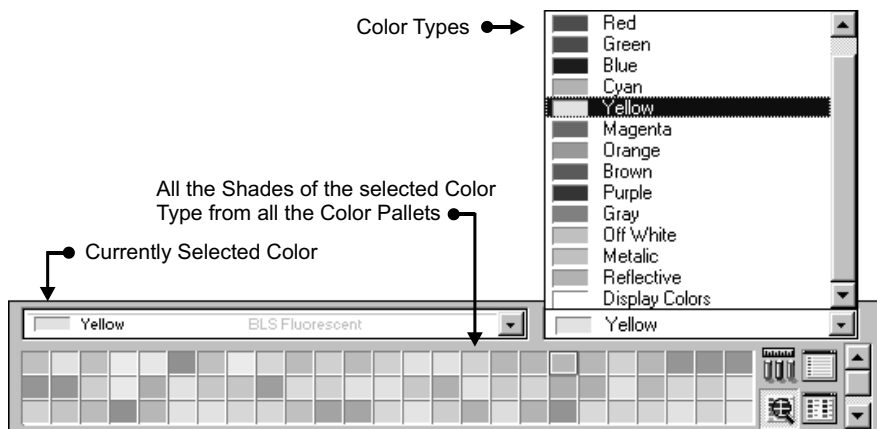 Color Types
Red
Green
Blue
Cyan
Yellow
Magenta
Orange
Brown
Purple
Gray
Off White
Metalic
Reflective
Display Colors
Yellow
All the Shades of the selected Color
Type from all the Color Pallets
Currently Selected Color
Yellow BLS Fluorescent